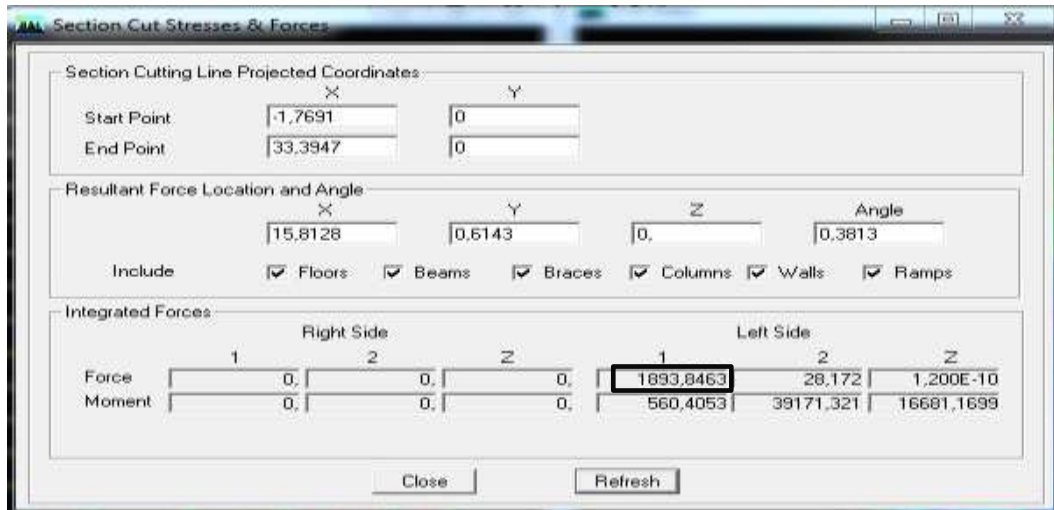 Section Cut Stresses & Forces
Section Cutting Line Projected Coordinates
X Y
Start Point -1,7691 0
End Point 33,3947 0
Resultant Force Location and Angle
X Y Z Angle
15,8128 0,6143 0, 0,3813
Include Floors Beams Braces Columns Walls Ramps
Integrated Forces
Right Side Left Side
1 2 Z 1 2 Z
Force 0, 0, 0, 1893,8463 28,172 1,200E-10
Moment 0, 0, 0, 560,4053 39171,321 16681,1699
Close Refresh